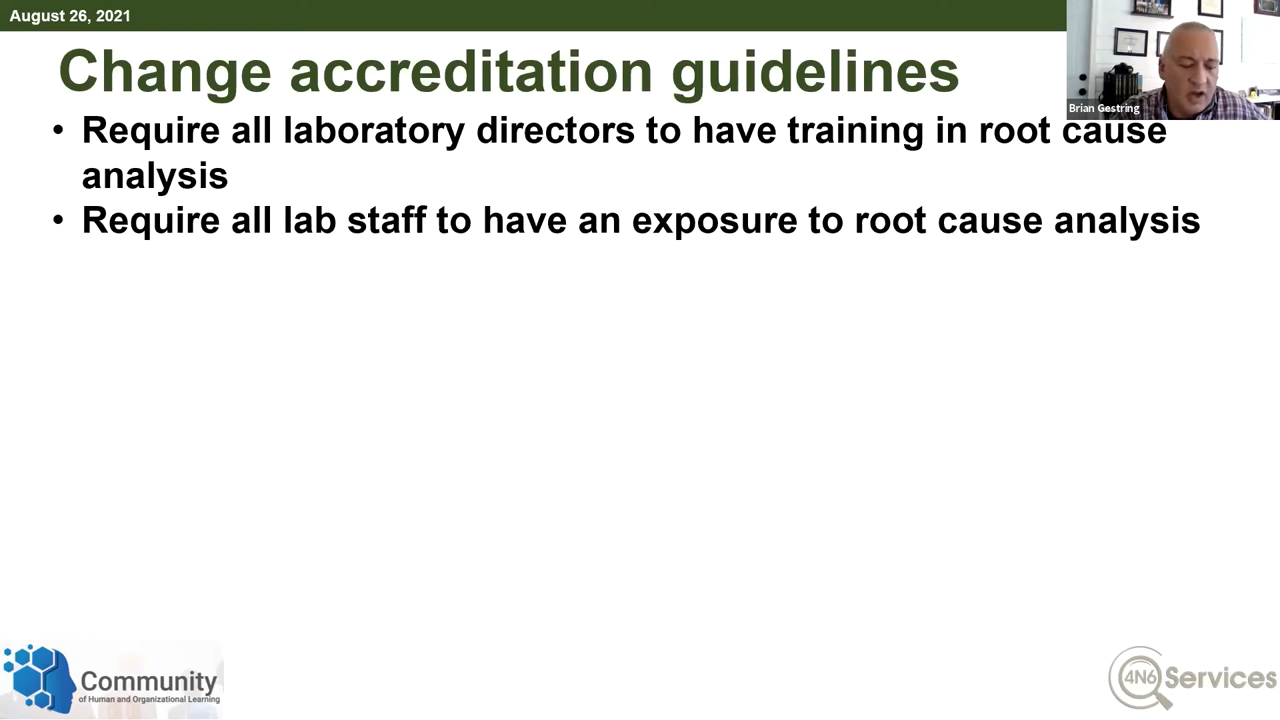 August 26, 2021
Change accreditation guidelines
Brian Gestring
• Require all laboratory directors to have training in root cause
analysis
• Require all lab staff to have an exposure to root cause analysis
Community
of Human and Organizational Learning
4N6 Services